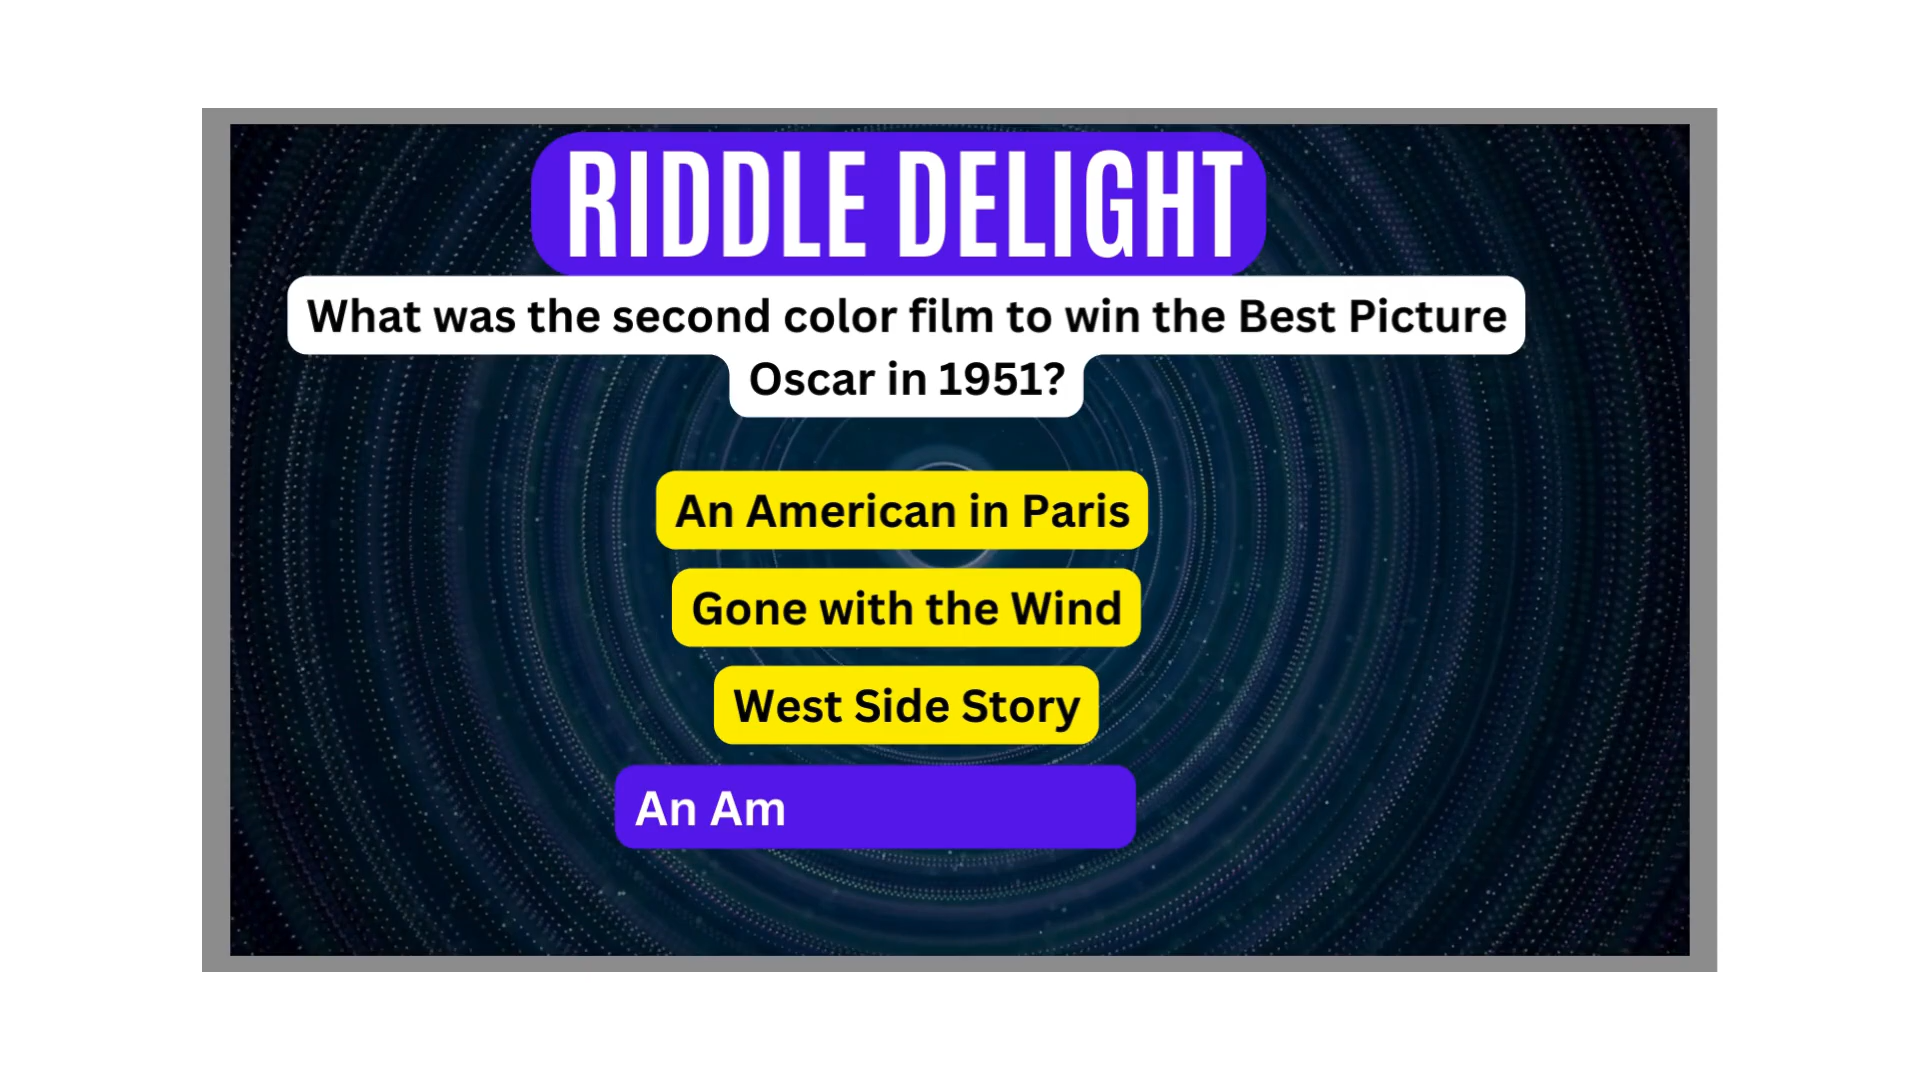 RIDDLE DELIGHT
What was the second color film to win the Best Picture
Oscar in 1951?
An American in Paris
Gone with the Wind
West Side Story
An Am